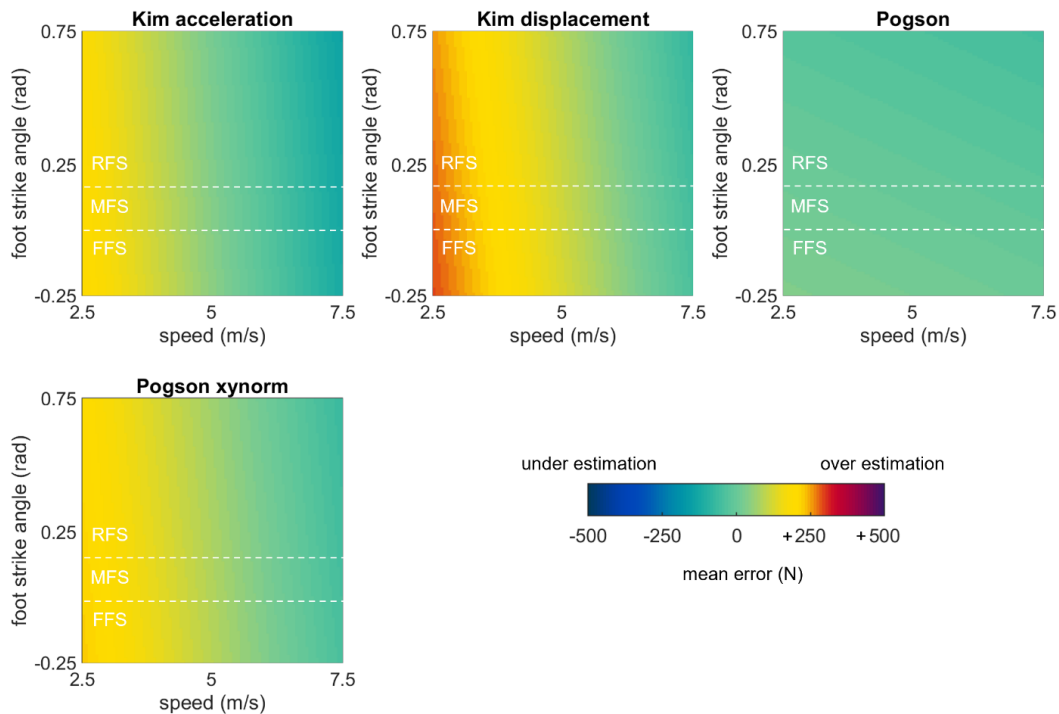 Kim acceleration
0.75
0.25
-0.25
foot strike angle (rad)
RFS
MFS
FFS
2.5 5 7.5
speed (m/s)
Kim displacement
0.75
0.25
-0.25
foot strike angle (rad)
RFS
MFS
FFS
2.5 5 7.5
speed (m/s)
Pogson
0.75
0.25
-0.25
foot strike angle (rad)
RFS
MFS
FFS
2.5 5 7.5
speed (m/s)
Pogson xynorm
0.75
0.25
-0.25
foot strike angle (rad)
RFS
MFS
FFS
2.5 5 7.5
speed (m/s)
under estimation over estimation
-500 -250 0 +250 +500
mean error (N)